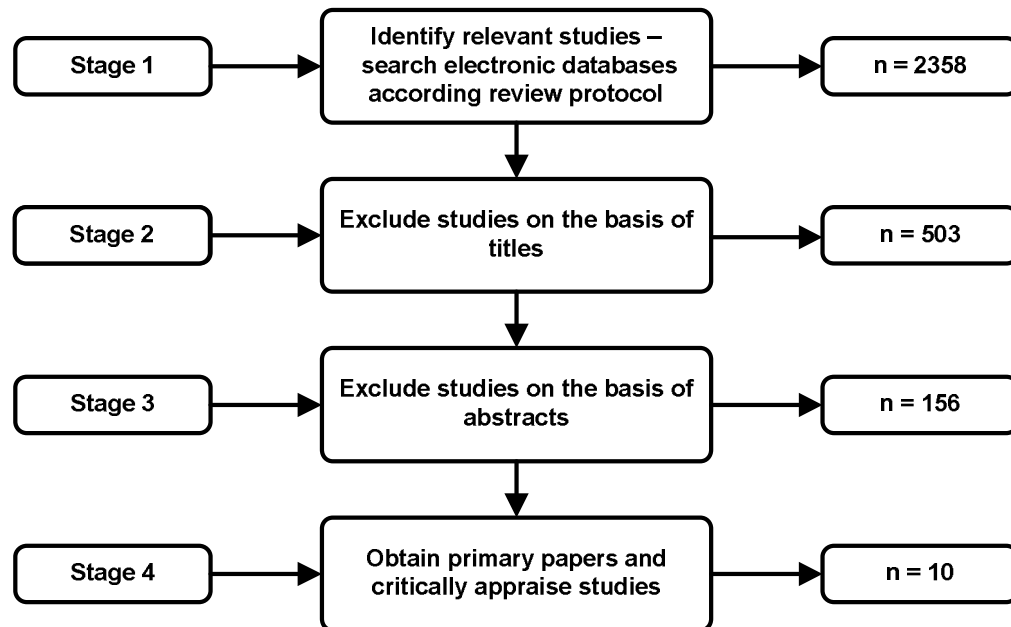 Stage 1
Identify relevant studies –
search electronic databases
according review protocol
n = 2358
Stage 2
Exclude studies on the basis of
titles
n = 503
Stage 3
Exclude studies on the basis of
abstracts
n = 156
Stage 4
Obtain primary papers and
critically appraise studies
n = 10